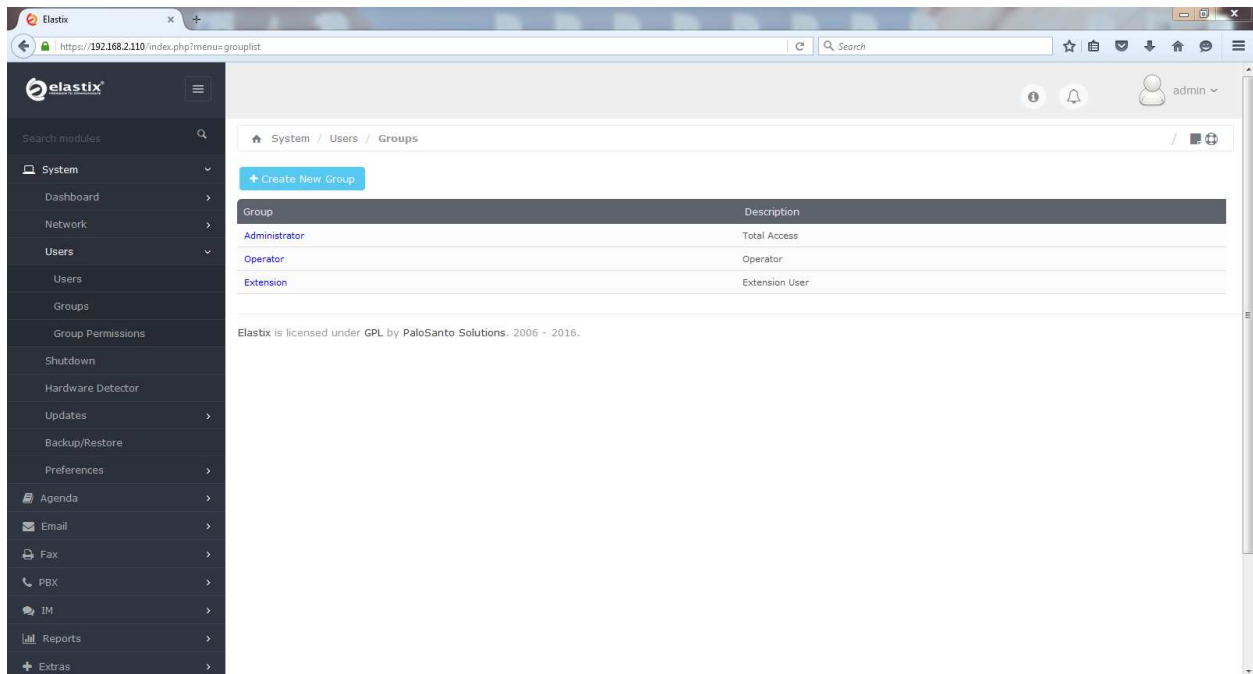 Elastix
https://192.168.2.110/index.php?menu=grouplist
Search
elastix®
admin
Search modules
System / Users / Groups
/
System
+ Create New Group
Dashboard
Group Description
Network
Administrator Total Access
Users
Operator Operator
Users
Extension Extension User
Groups
Group Permissions
Elastix is licensed under GPL by PaloSanto Solutions. 2006 - 2016.
Shutdown
Hardware Detector
Updates
Backup/Restore
Preferences
Agenda
Email
Fax
PBX
IM
Reports
Extras